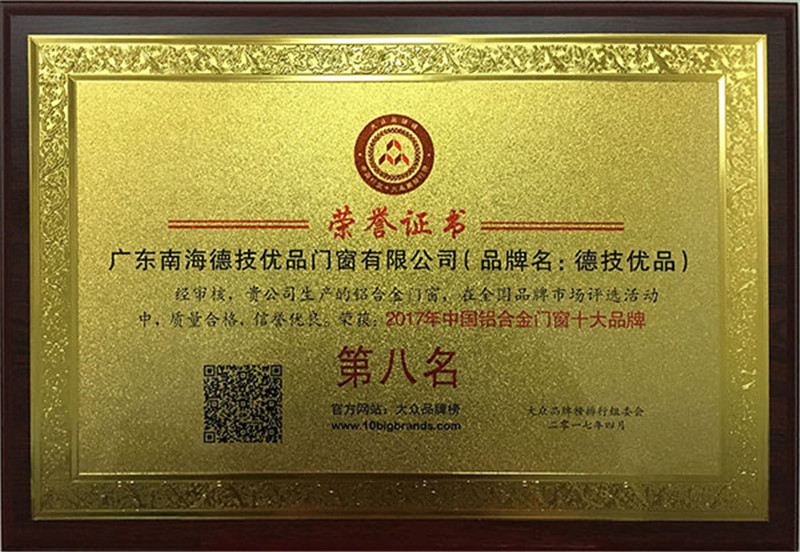 大众品牌榜
荣誉证书
广东南海德技优品门窗有限公司(品牌名:德技优品)
经审核,贵公司生产的铝合金门窗,在全国品牌市场评选活动
中,质量合格,信誉优良。荣获:2017年中国铝合金门窗十大品牌
第八名
官方网站:大众品牌榜
www.10bigbrands.com
大众品牌榜排行组委会
二零一七年四月